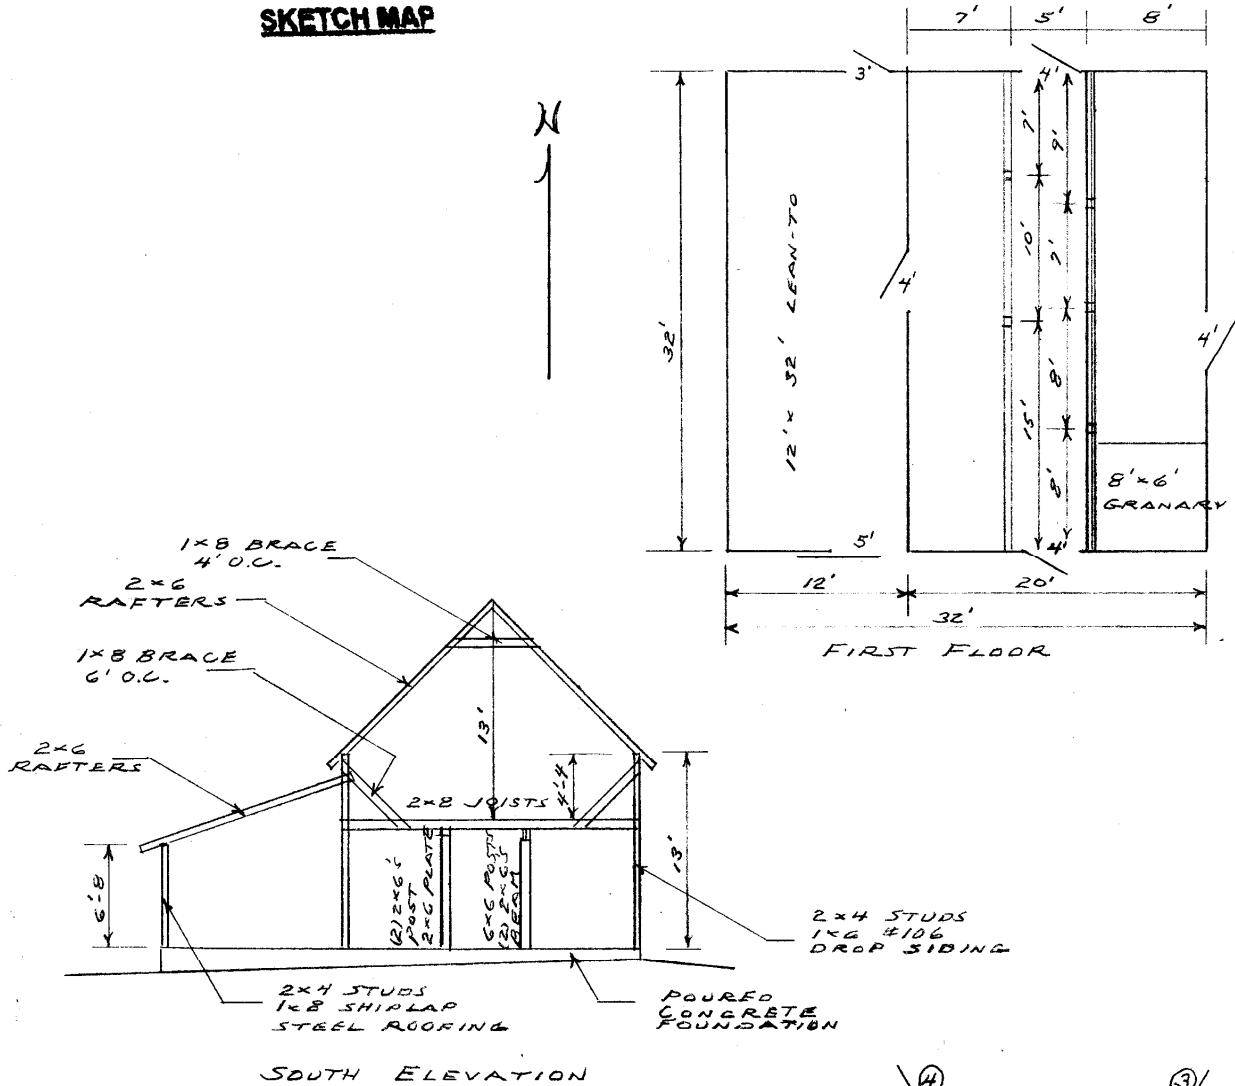 SKETCH MAP
N
7' 5' 8'
3' 4'
7' 9'
10' 7'
15' 8'
8'
4'
4'
32'
12' x 32' LEAN-TO
8' x 6'
GRANARY
5' 4'
12' 20'
32'
FIRST FLOOR
1x8 BRACE
4' O.C.
2x6
RAFTERS
1x8 BRACE
6' O.C.
2x6
RAFTERS
13'
4'-4
2x8 JOISTS
13'
6'-8
(2) 2x6'S
POST
2x6 PLATE
6x6 POSTS
(2) 2x6'S
BEAM
2x4 STUDS
1x6 #106
DROP SIDING
2x4 STUDS
1x8 SHIPLAP
STEEL ROOFING
POURED
CONCRETE
FOUNDATION
SOUTH ELEVATION
4 3